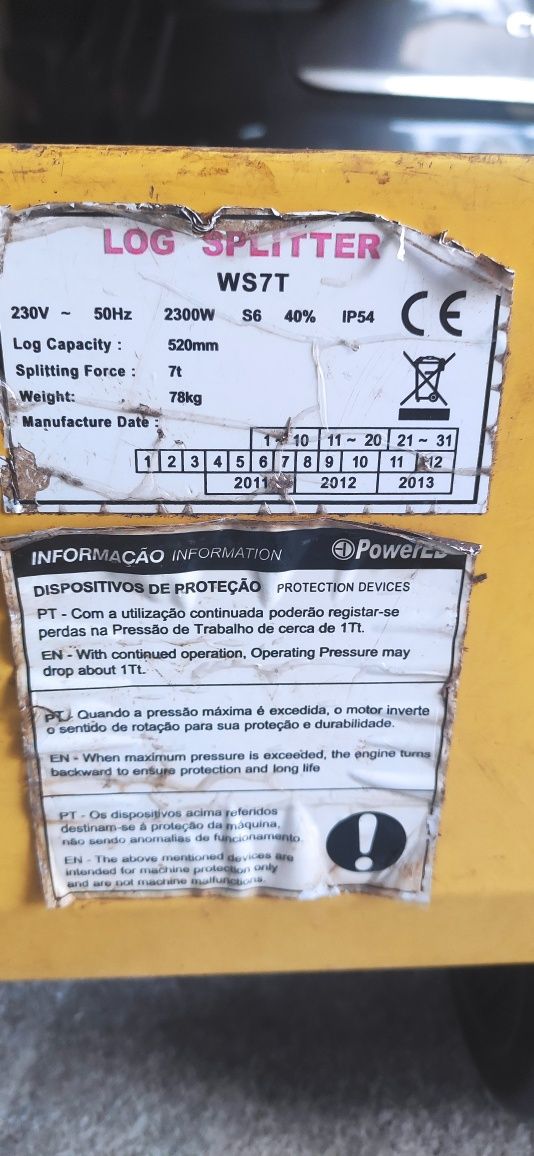 LOG SPLITTER
WS7T
230V ~ 50Hz 2300W S6 40% IP54 CE
Log Capacity : 520mm
Splitting Force : 7t
Weight: 78kg
Manufacture Date :
1 ~ 10 11 ~ 20 21 ~ 31
1 2 3 4 5 6 7 8 9 10 11 12
2011 2012 2013
INFORMAÇÃO INFORMATION
DISPOSITIVOS DE PROTEÇÃO PROTECTION DEVICES
PT - Com a utilização continuada poderão registar-se
perdas na Pressão de Trabalho de cerca de 1Tt.
EN - With continued operation, Operating Pressure may
drop about 1Tt.
PT - Quando a pressão máxima é excedida, o motor inverte
o sentido de rotação para sua proteção e durabilidade.
EN - When maximum pressure is exceeded, the engine turns
backward to ensure protection and long life
PT - Os dispositivos acima referidos
destinam-se à proteção da máquina,
não sendo anomalias de funcionamento.
EN - The above mentioned devices are
intended for machine protection only
and are not machine malfunctions.